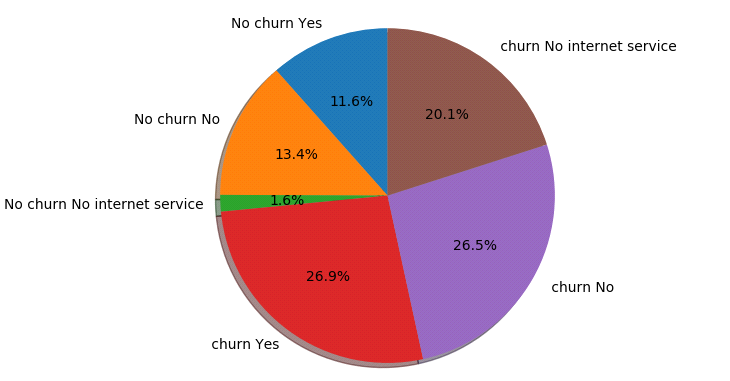 No churn Yes
churn No internet service
11.6%
20.1%
No churn No
13.4%
1.6%
No churn No internet service
26.5%
26.9%
churn No
churn Yes